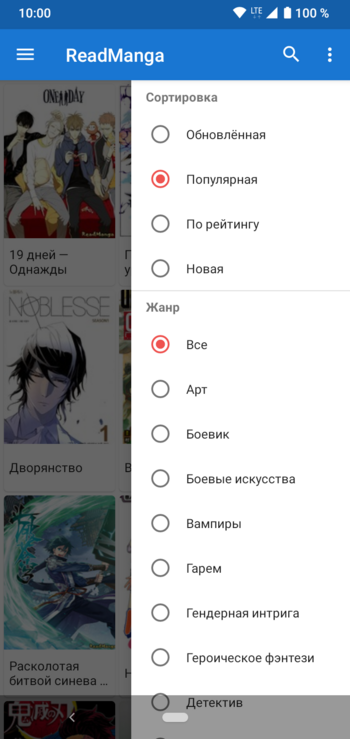 10:00
LTE
100 %
ReadManga
Сортировка
Обновлённая
Популярная
По рейтингу
Новая
Жанр
Все
Арт
Боевик
Боевые искусства
Вампиры
Гарем
Гендерная интрига
Героическое фэнтези
Детектив
ONE DAY
ReadManga
19 дней —
Однажды
NOBLESSE
1
Дворянство
Расколотая
битвой синева ...